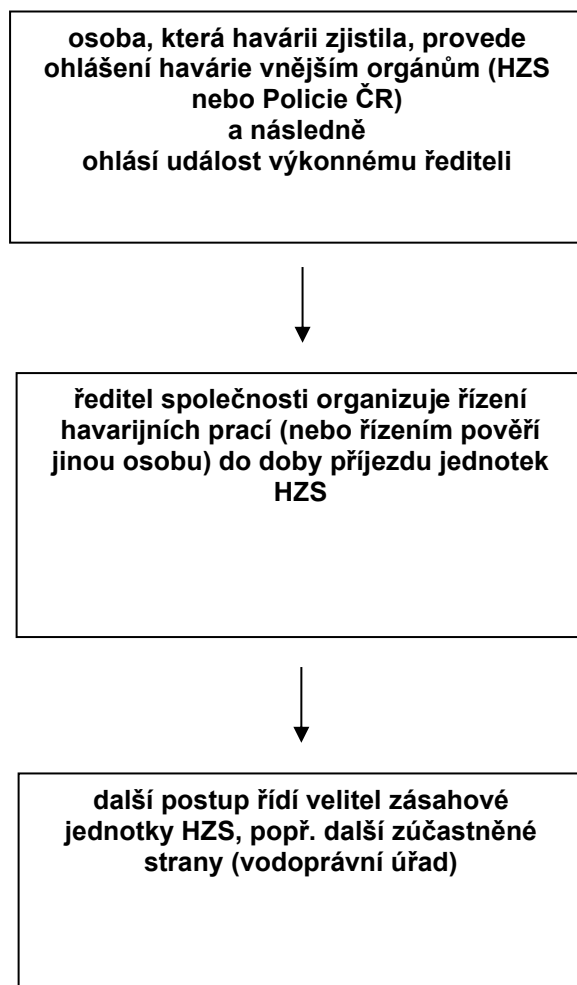 osoba, která havárii zjistila, provede
ohlášení havárie vnějším orgánům (HZS
nebo Policie ČR)
a následně
ohlásí událost výkonnému řediteli
ředitel společnosti organizuje řízení
havarijních prací (nebo řízením pověří
jinou osobu) do doby příjezdu jednotek
HZS
další postup řídí velitel zásahové
jednotky HZS, popř. další zúčastněné
strany (vodoprávní úřad)